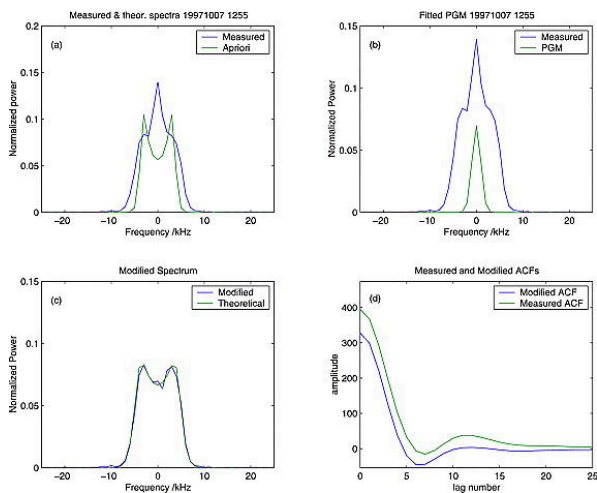 Measured & theor. spectra 19971007 1255
(a)
Measured
Apriori
0.2
0.15
0.1
0.05
0
Normalized power
-20 -10 0 10 20
Frequency /kHz
Fitted PGM 19971007 1255
(b)
Measured
PGM
0.15
0.1
0.05
0
Normalized Power
-20 -10 0 10 20
Frequency /kHz
Modified Spectrum
(c)
Modified
Theoretical
0.15
0.1
0.05
0
Normalized Power
-20 -10 0 10 20
Frequency /kHz
Measured and Modified ACFs
(d)
Modified ACF
Measured ACF
400
300
200
100
0
amplitude
0 5 10 15 20 25
lag number